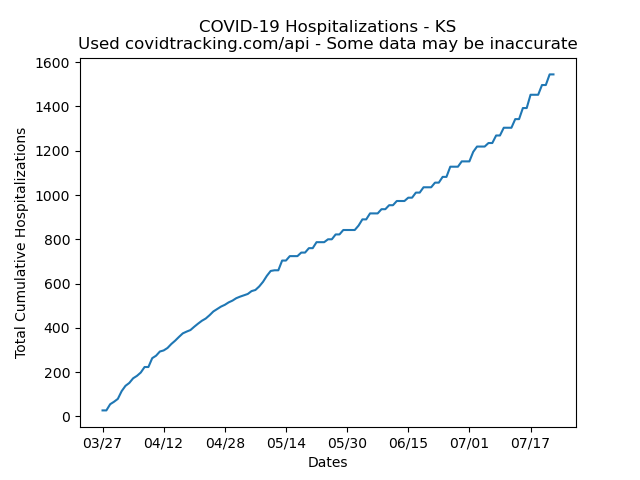 COVID-19 Hospitalizations - KS
Used covidtracking.com/api - Some data may be inaccurate
1600
1400
1200
1000
800
600
400
200
0
Total Cumulative Hospitalizations
03/27 04/12 04/28 05/14 05/30 06/15 07/01 07/17
Dates